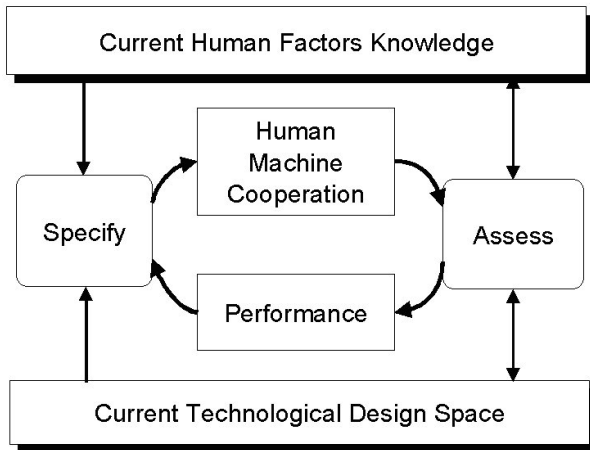 Current Human Factors Knowledge
Human
Machine
Cooperation
Specify
Assess
Performance
Current Technological Design Space